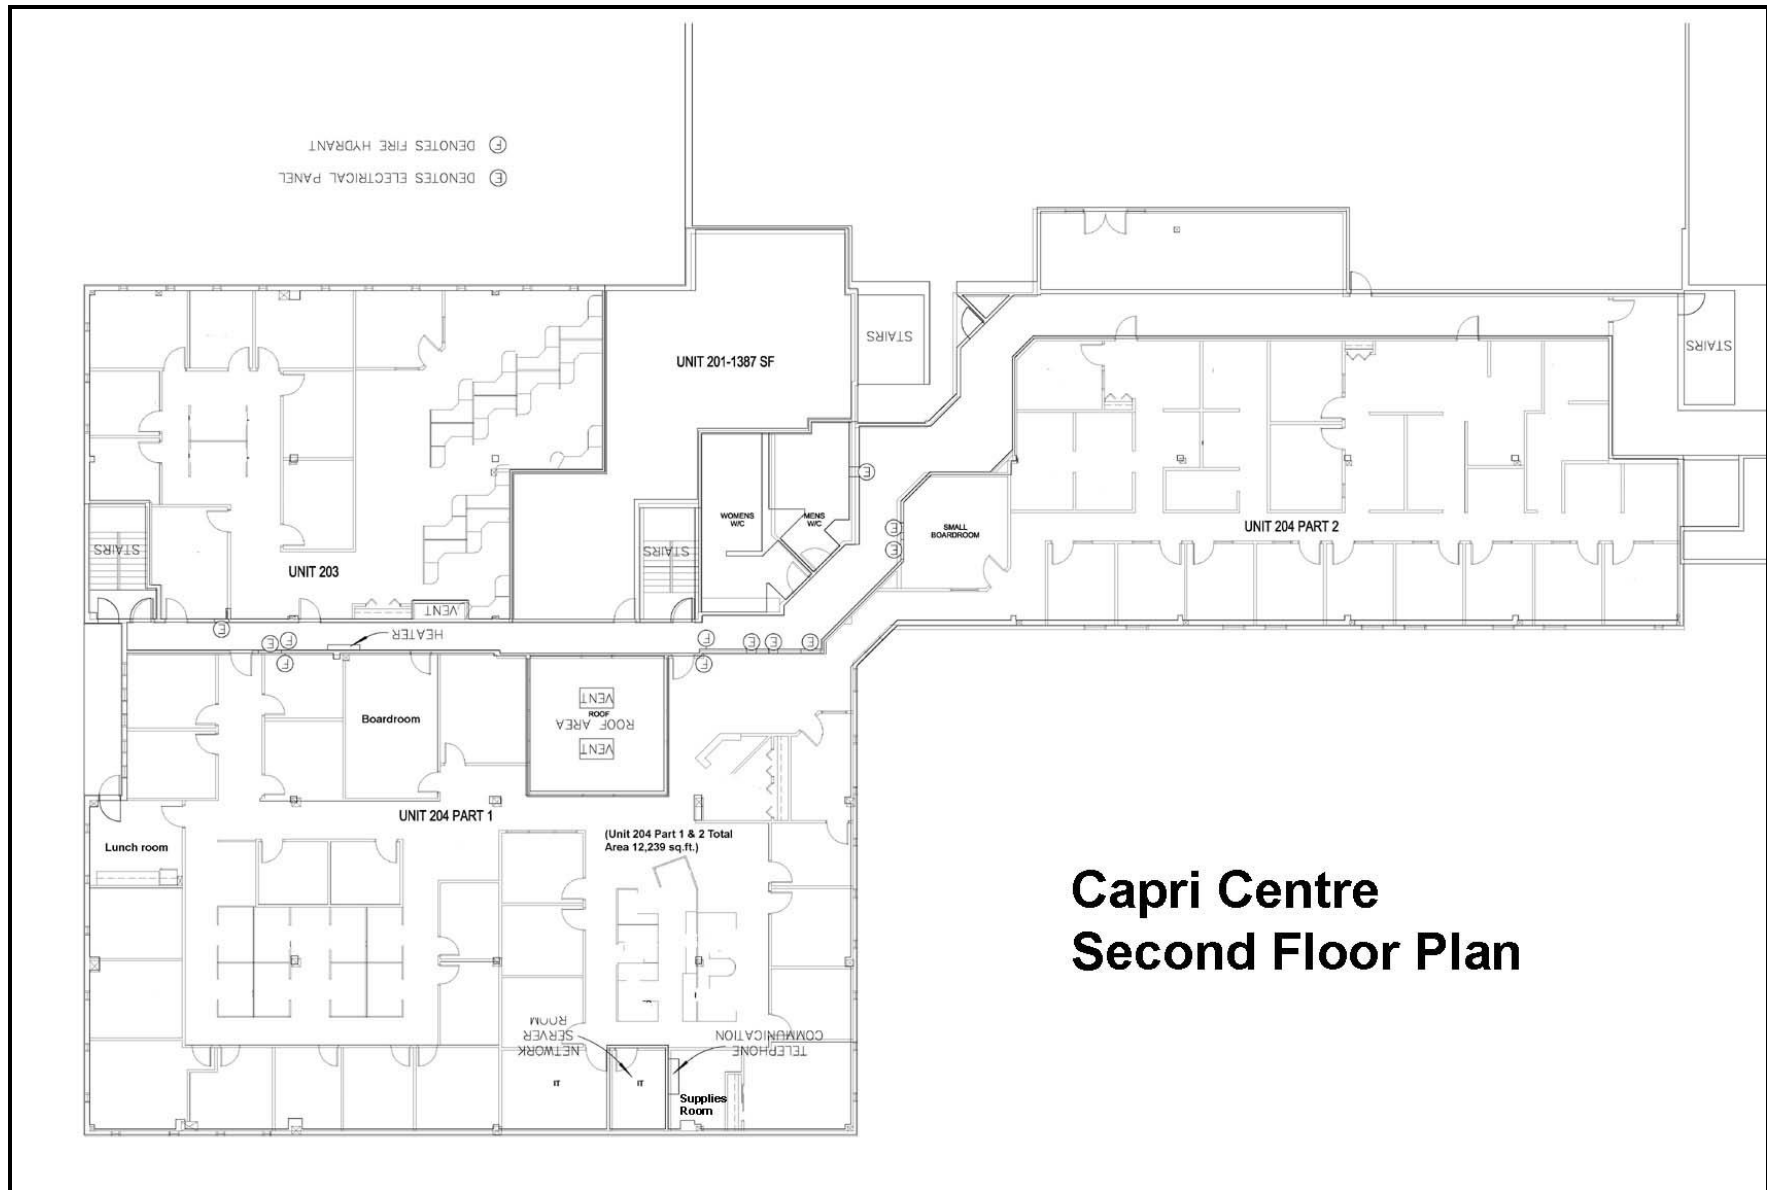 Ⓕ DENOTES FIRE HYDRANT
Ⓔ DENOTES ELECTRICAL PANEL
UNIT 201-1387 SF
STAIRS
STAIRS
WOMENS
W/C
MENS
W/C
E
SMALL
BOARDROOM
E
E
UNIT 204 PART 2
STAIRS
UNIT 203
STAIRS
VENT
HEATER
E
E
F
F
F
F
E
E
E
Boardroom
VENT
ROOF
ROOF AREA
VENT
UNIT 204 PART 1
(Unit 204 Part 1 & 2 Total
Area 12,239 sq.ft.)
Lunch room
Capri Centre
Second Floor Plan
NETWORK
SERVER
ROOM
TELEPHONE
COMMUNICATION
IT
IT
Supplies
Room